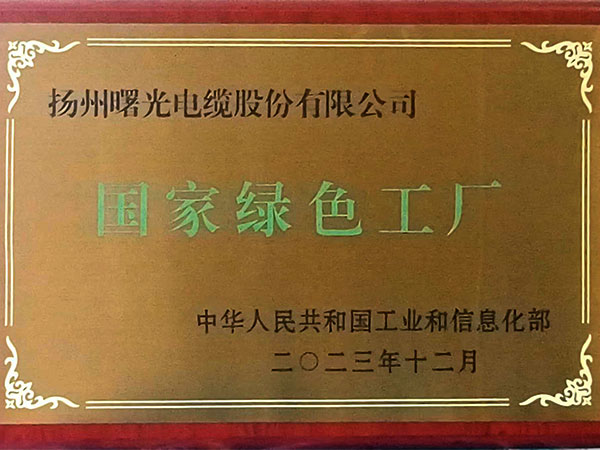 扬州曙光电缆股份有限公司
国家绿色工厂
中华人民共和国工业和信息化部
二〇二三年十二月